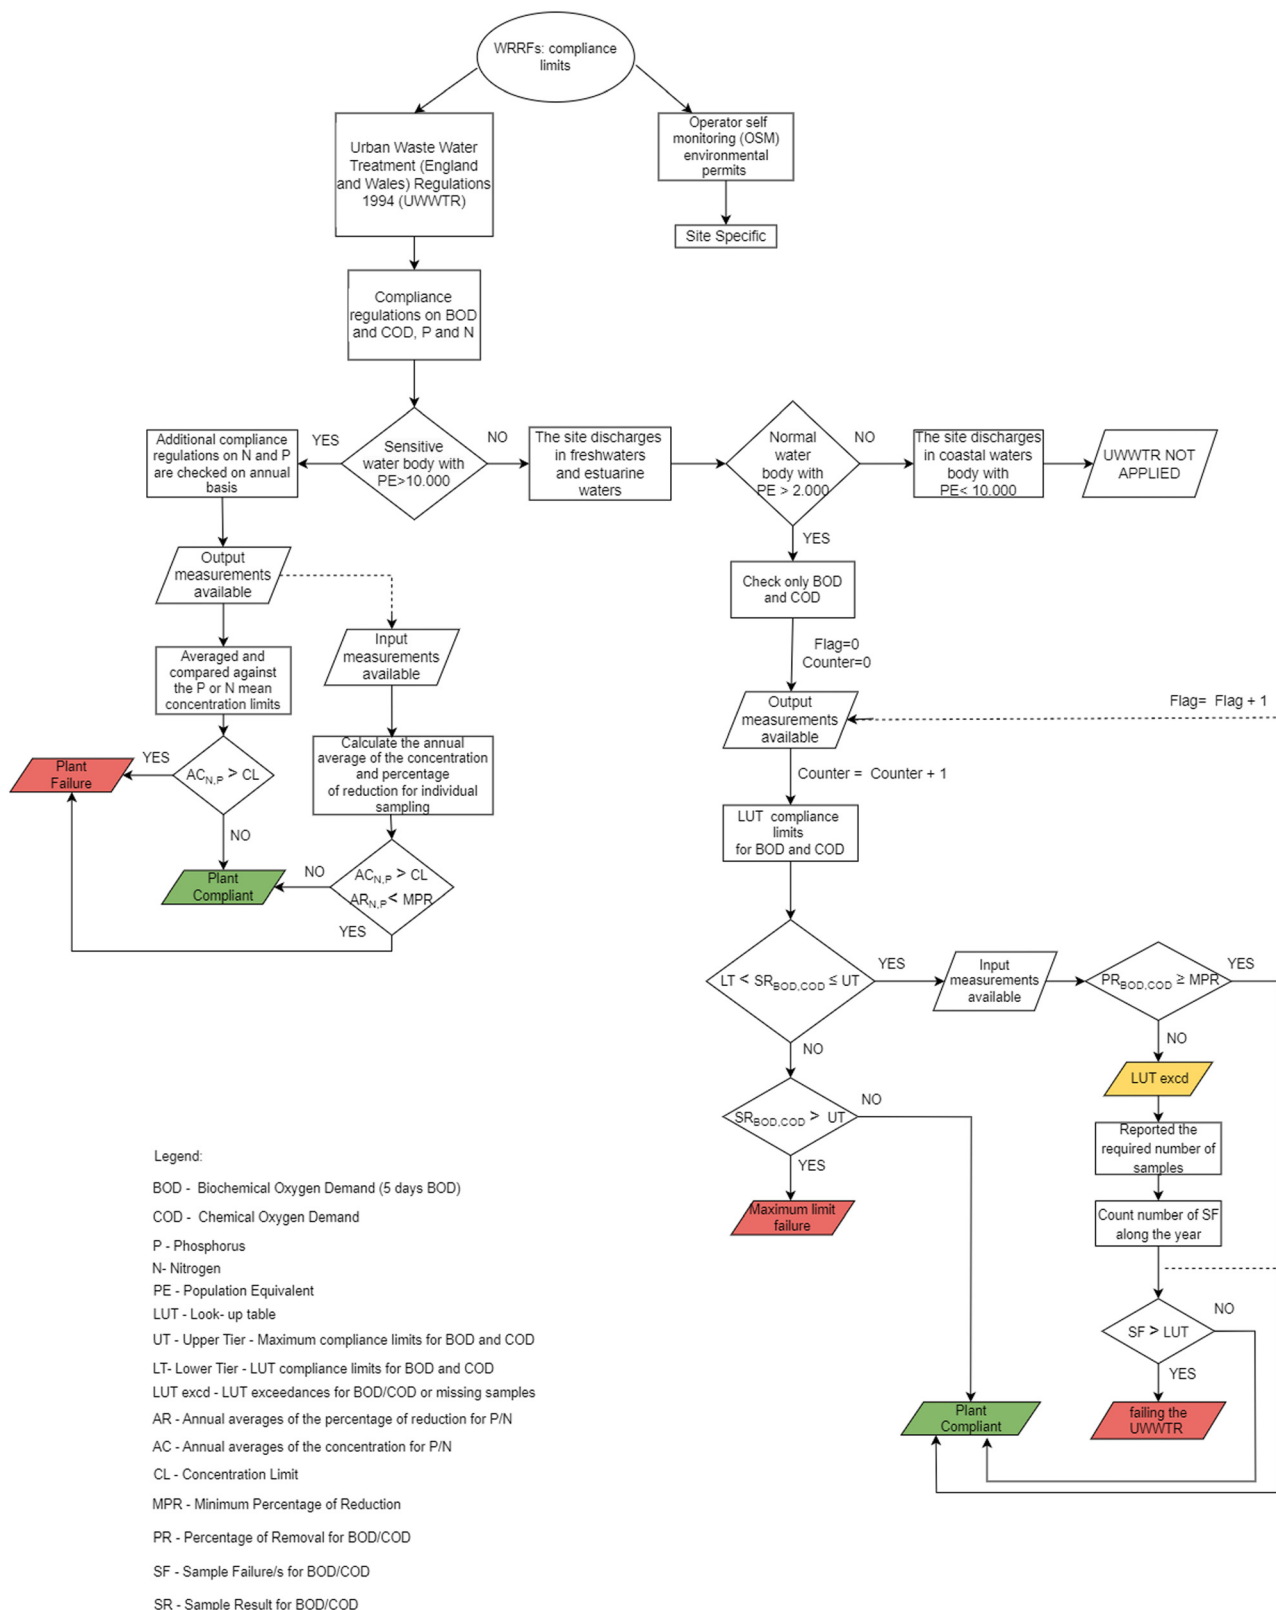 WRRFs: compliance
limits
Urban Waste Water
Treatment (England
and Wales) Regulations
1994 (UWWTR)
Operator self
monitoring (OSM)
environmental
permits
Site Specific
Compliance
regulations on BOD
and COD, P and N
Sensitive
water body with
PE>10.000
YES
NO
Additional compliance
regulations on N and P
are checked on annual
basis
The site discharges
in freshwaters
and estuarine
waters
Normal
water
body with
PE > 2.000
NO
YES
The site discharges
in coastal waters
body with
PE< 10.000
UWWTR NOT
APPLIED
Output
measurements
available
Input
measurements
available
Averaged and
compared against
the P or N mean
concentration limits
Calculate the annual
average of the concentration
and percentage
of reduction for individual
sampling
AC N,P > CL
YES
NO
Plant
Failure
Plant
Compliant
AC N,P > CL
AR N,P < MPR
NO
YES
Check only BOD
and COD
Flag=0
Counter=0
Output
measurements
available
Flag= Flag + 1
Counter = Counter + 1
LUT compliance
limits
for BOD and COD
LT < SR BOD,COD ≤ UT
YES
NO
Input
measurements
available
PR BOD,COD ≥ MPR
YES
NO
LUT excd
Reported the
required number of
samples
Count number of SF
along the year
SF > LUT
NO
YES
failing the
UWWTR
SR BOD,COD > UT
NO
YES
Maximum limit
failure
Plant
Compliant
Legend:
BOD - Biochemical Oxygen Demand (5 days BOD)
COD - Chemical Oxygen Demand
P - Phosphorus
N- Nitrogen
PE - Population Equivalent
LUT - Look- up table
UT - Upper Tier - Maximum compliance limits for BOD and COD
LT- Lower Tier - LUT compliance limits for BOD and COD
LUT excd - LUT exceedances for BOD/COD or missing samples
AR - Annual averages of the percentage of reduction for P/N
AC - Annual averages of the concentration for P/N
CL - Concentration Limit
MPR - Minimum Percentage of Reduction
PR - Percentage of Removal for BOD/COD
SF - Sample Failure/s for BOD/COD
SR - Sample Result for BOD/COD